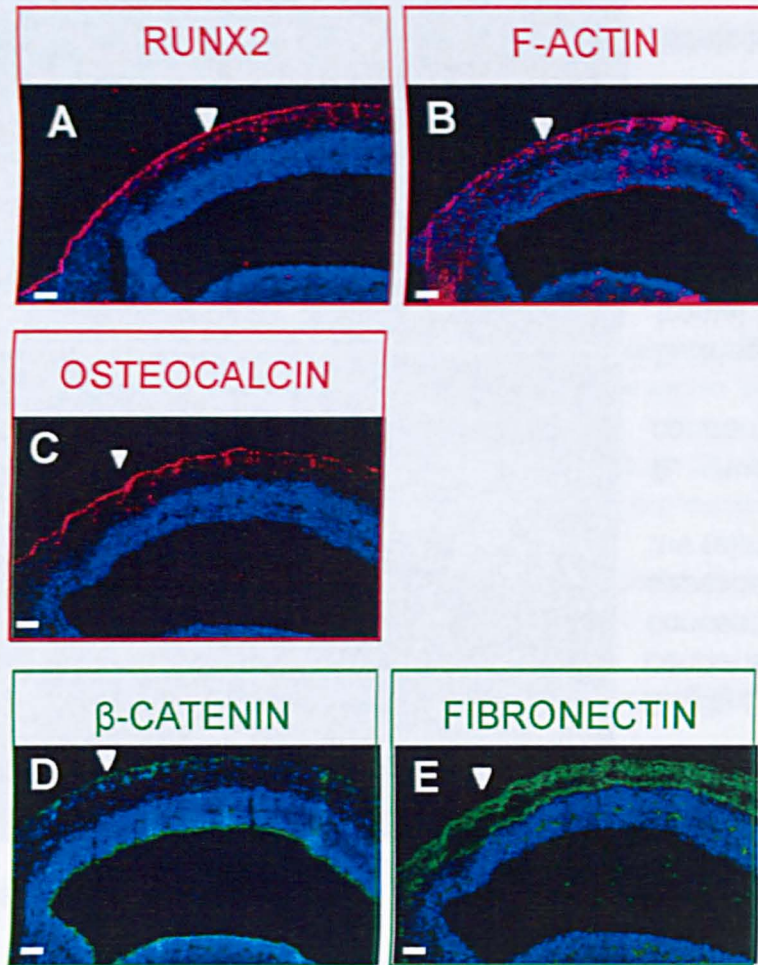 RUNX2
F-ACTIN
A
B
OSTEOCALCIN
C
β-CATENIN
FIBRONECTIN
D
E